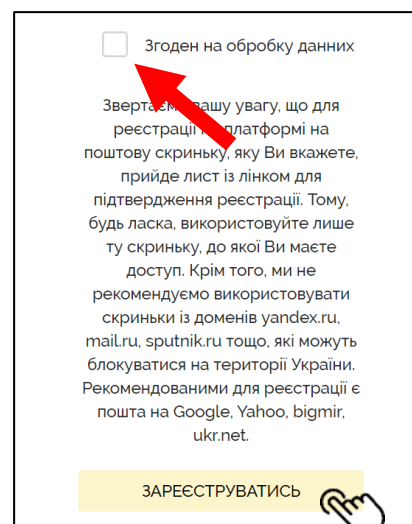 Згоден на обробку данних
Звертаємо вашу увагу, що для
реєстрації платформі на
поштову скриньку, яку Ви вкажете,
прийде лист із лінком для
підтвердження реєстрації. Тому,
будь ласка, використовуйте лише
ту скриньку, до якої Ви маєте
доступ. Крім того, ми не
рекомендуємо використовувати
скриньки із доменів yandex.ru,
mail.ru, sputnik.ru тощо, які можуть
блокуватися на території України.
Рекомендованими для реєстрації є
пошта на Google, Yahoo, bigmir,
ukr.net.
ЗАРЕЄСТРУВАТИСЬ